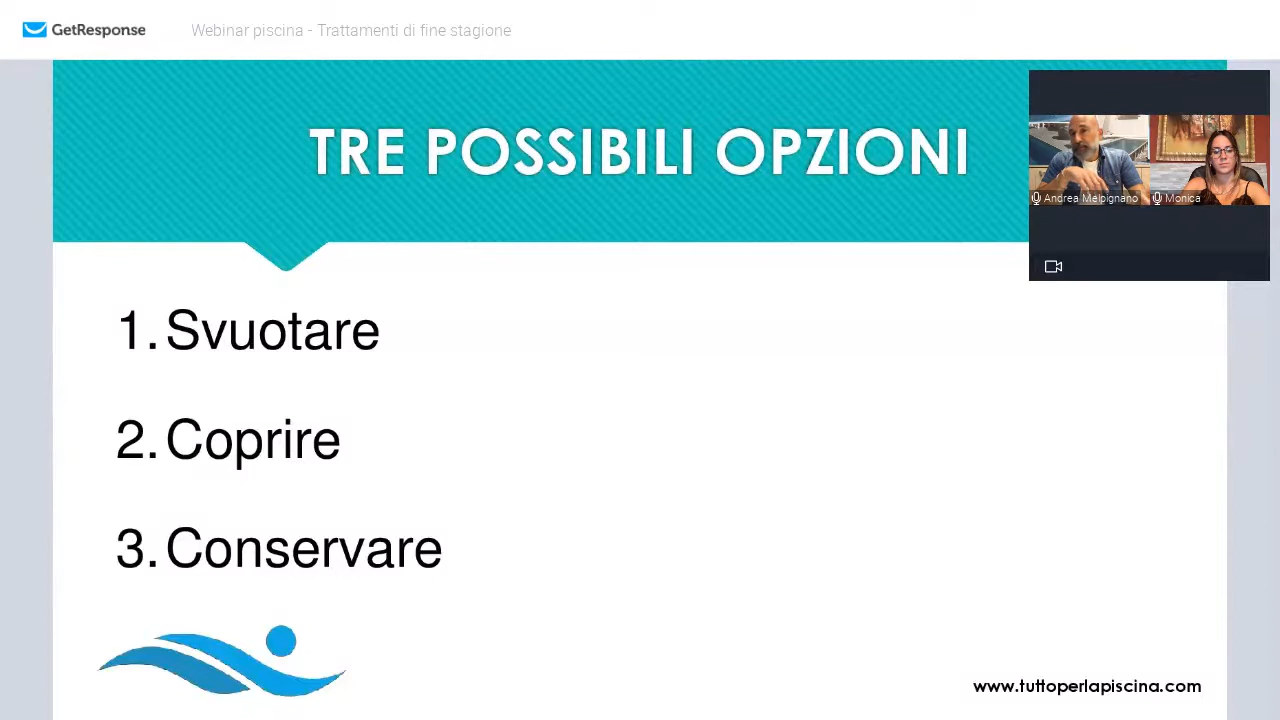 GetResponse
Webinar piscina - Trattamenti di fine stagione
TRE POSSIBILI OPZIONI
Andrea Melpignano
Monica
1. Svuotare
2. Coprire
3. Conservare
www.tuttoperlapiscina.com